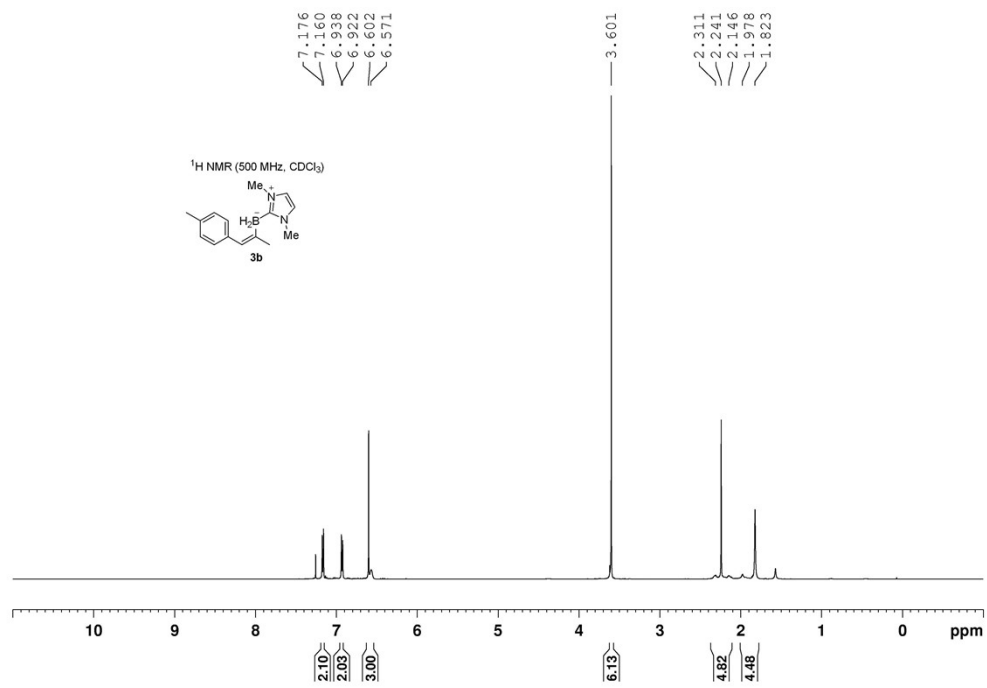 7.176
7.160
6.938
6.922
6.602
6.571
3.601
2.311
2.241
2.146
1.978
1.823
¹H NMR (500 MHz, CDCl₃)
Me
N
+
H₂B
-
N
Me
3b
10 9 8 7 6 5 4 3 2 1 0 ppm
2.10 2.03 3.00 6.13 4.82 4.48